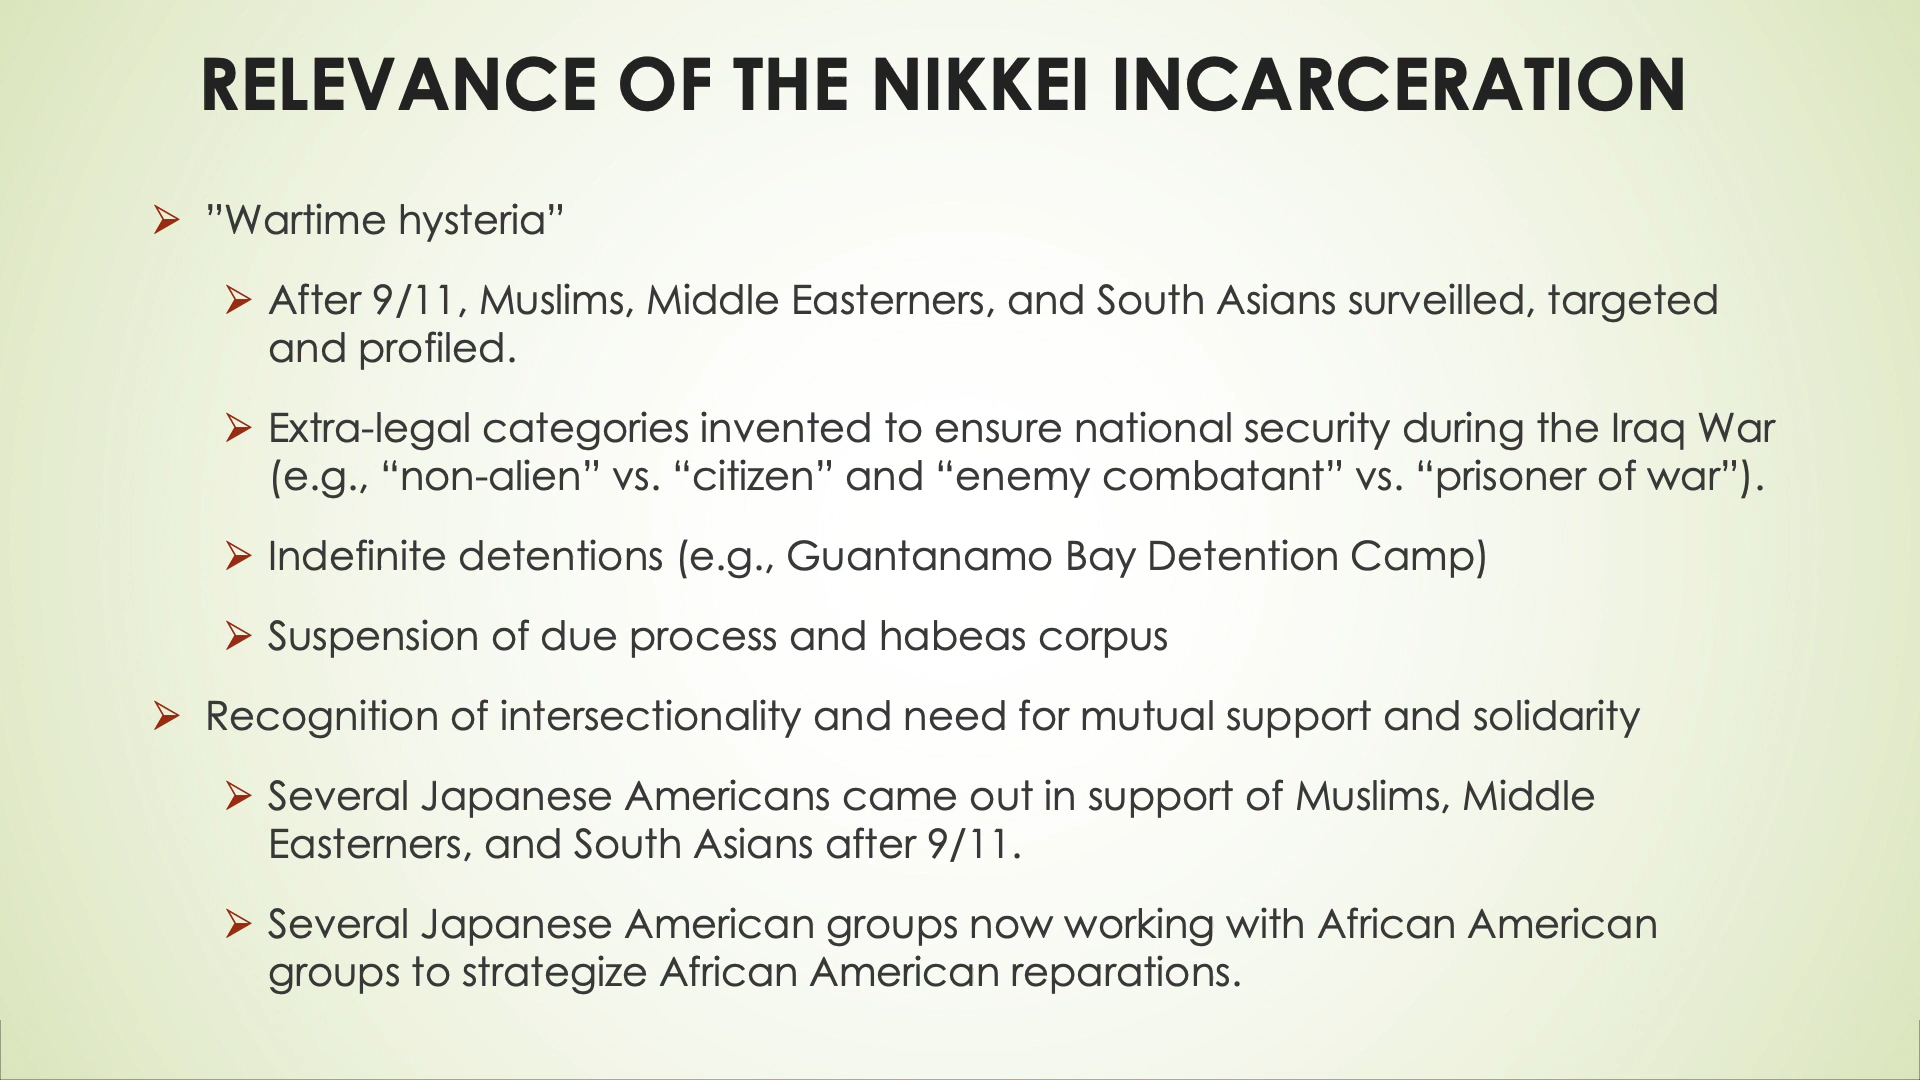 RELEVANCE OF THE NIKKEI INCARCERATION
”Wartime hysteria”
After 9/11, Muslims, Middle Easterners, and South Asians surveilled, targeted
and profiled.
Extra-legal categories invented to ensure national security during the Iraq War
(e.g., “non-alien” vs. “citizen” and “enemy combatant” vs. “prisoner of war”).
Indefinite detentions (e.g., Guantanamo Bay Detention Camp)
Suspension of due process and habeas corpus
Recognition of intersectionality and need for mutual support and solidarity
Several Japanese Americans came out in support of Muslims, Middle
Easterners, and South Asians after 9/11.
Several Japanese American groups now working with African American
groups to strategize African American reparations.